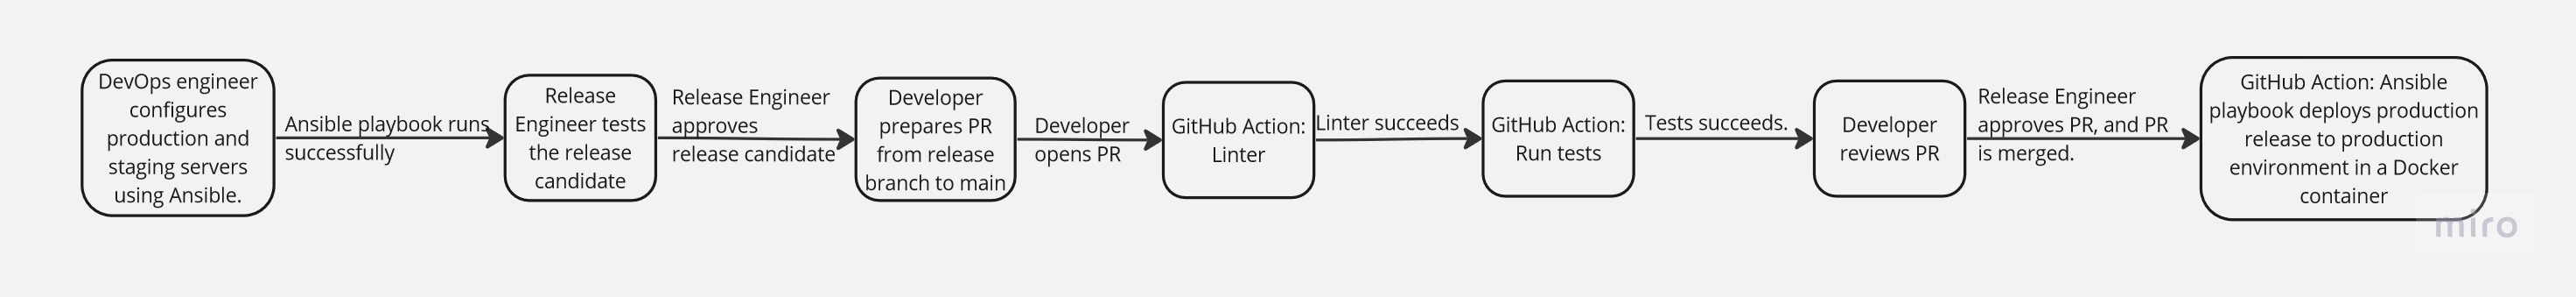 DevOps engineer
configures
production and
staging servers
using Ansible.
Ansible playbook runs
successfully
Release
Engineer tests
the release
candidate
Release Engineer
approves
release candidate
Developer
prepares PR
from release
branch to main
Developer
opens PR
GitHub Action:
Linter
Linter succeeds
GitHub Action:
Run tests
Tests succeeds.
Developer
reviews PR
Release Engineer
approves PR, and PR
is merged.
GitHub Action: Ansible
playbook deploys production
release to production
environment in a Docker
container
miro